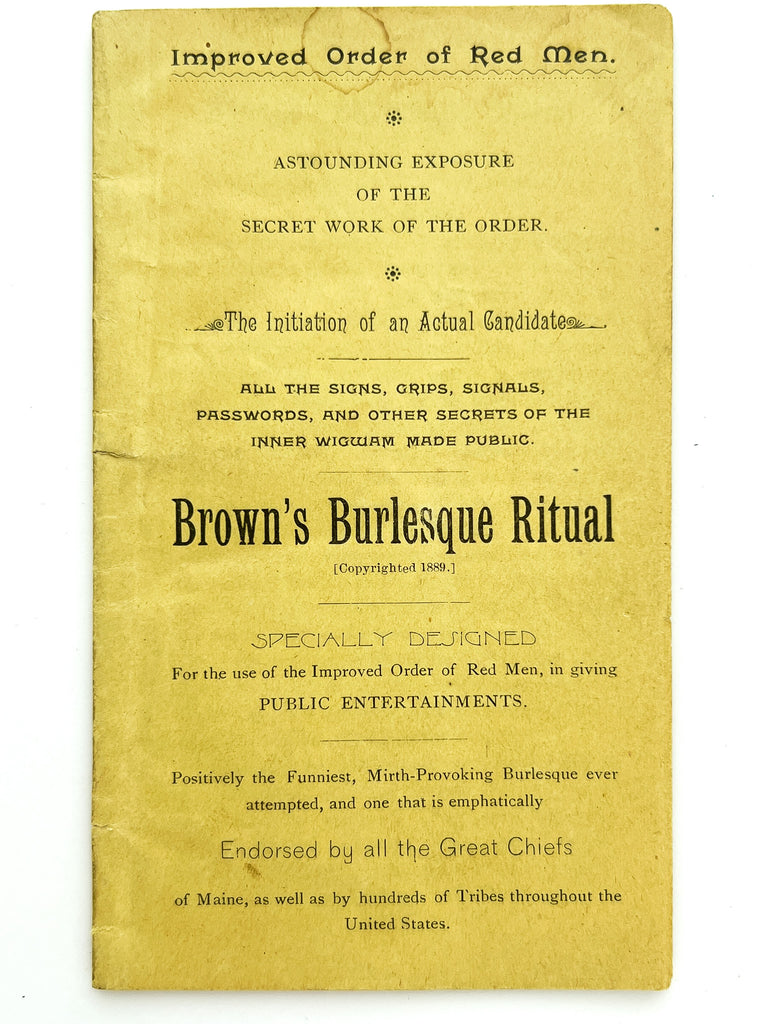 Improved Order of Red Men.
ASTOUNDING EXPOSURE
OF THE
SECRET WORK OF THE ORDER.
The Initiation of an Actual Candidate
ALL THE SIGNS, GRIPS, SIGNALS,
PASSWORDS, AND OTHER SECRETS OF THE
INNER WIGWAM MADE PUBLIC.
Brown's Burlesque Ritual
[Copyrighted 1889.]
SPECIALLY DESIGNED
For the use of the Improved Order of Red Men, in giving
PUBLIC ENTERTAINMENTS.
Positively the Funniest, Mirth-Provoking Burlesque ever
attempted, and one that is emphatically
Endorsed by all the Great Chiefs
of Maine, as well as by hundreds of Tribes throughout the
United States.